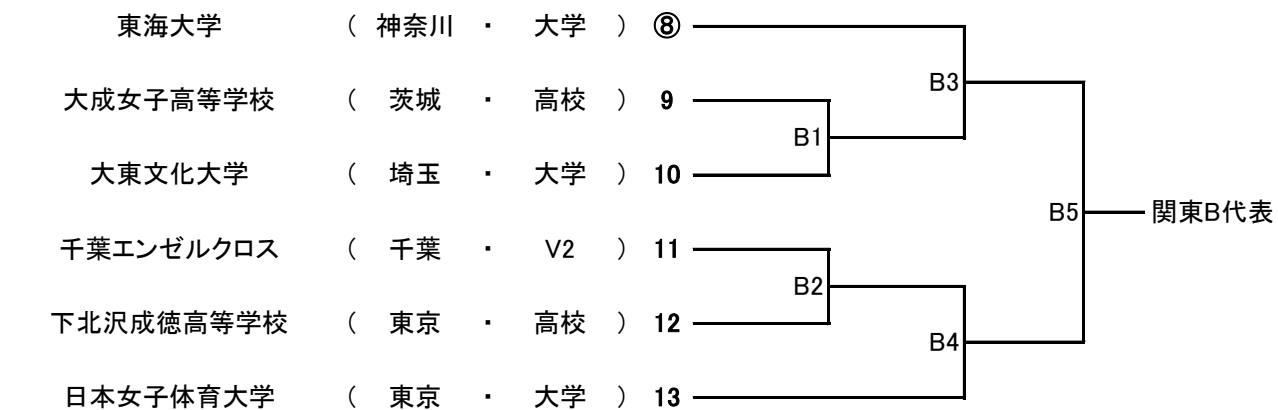 東海大学 ( 神奈川 ・ 大学 ) ⑧
B3
大成女子高等学校 ( 茨城 ・ 高校 ) 9
B1
大東文化大学 ( 埼玉 ・ 大学 ) 10
B5 関東B代表
千葉エンゼルクロス ( 千葉 ・ V2 ) 11
B2
下北沢成徳高等学校 ( 東京 ・ 高校 ) 12
B4
日本女子体育大学 ( 東京 ・ 大学 ) 13